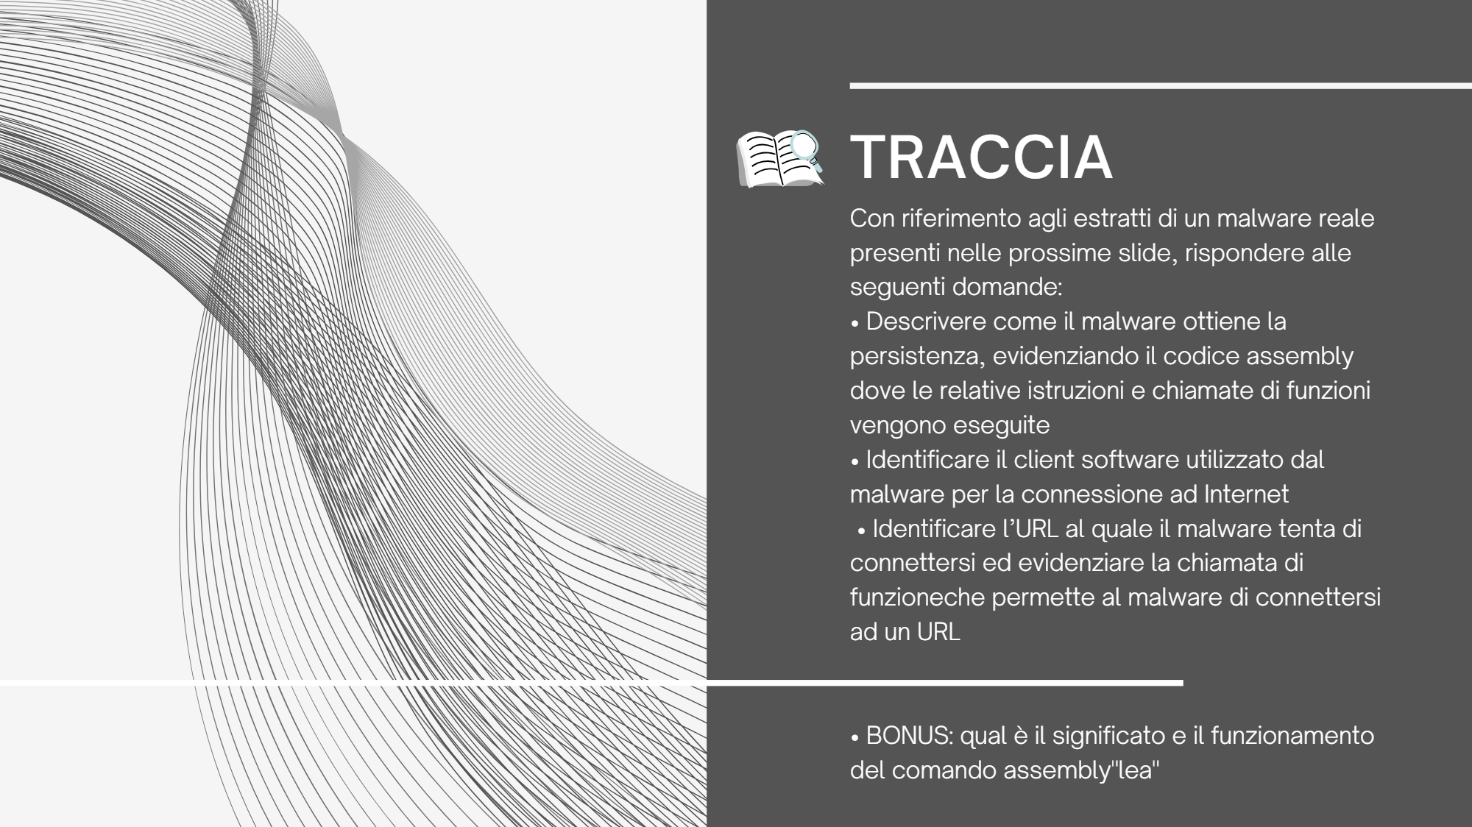 TRACCIA
Con riferimento agli estratti di un malware reale
presenti nelle prossime slide, rispondere alle
seguenti domande:
• Descrivere come il malware ottiene la
persistenza, evidenziando il codice assembly
dove le relative istruzioni e chiamate di funzioni
vengono eseguite
• Identificare il client software utilizzato dal
malware per la connessione ad Internet
• Identificare l’URL al quale il malware tenta di
connettersi ed evidenziare la chiamata di
funzioneche permette al malware di connettersi
ad un URL
• BONUS: qual è il significato e il funzionamento
del comando assembly"lea"